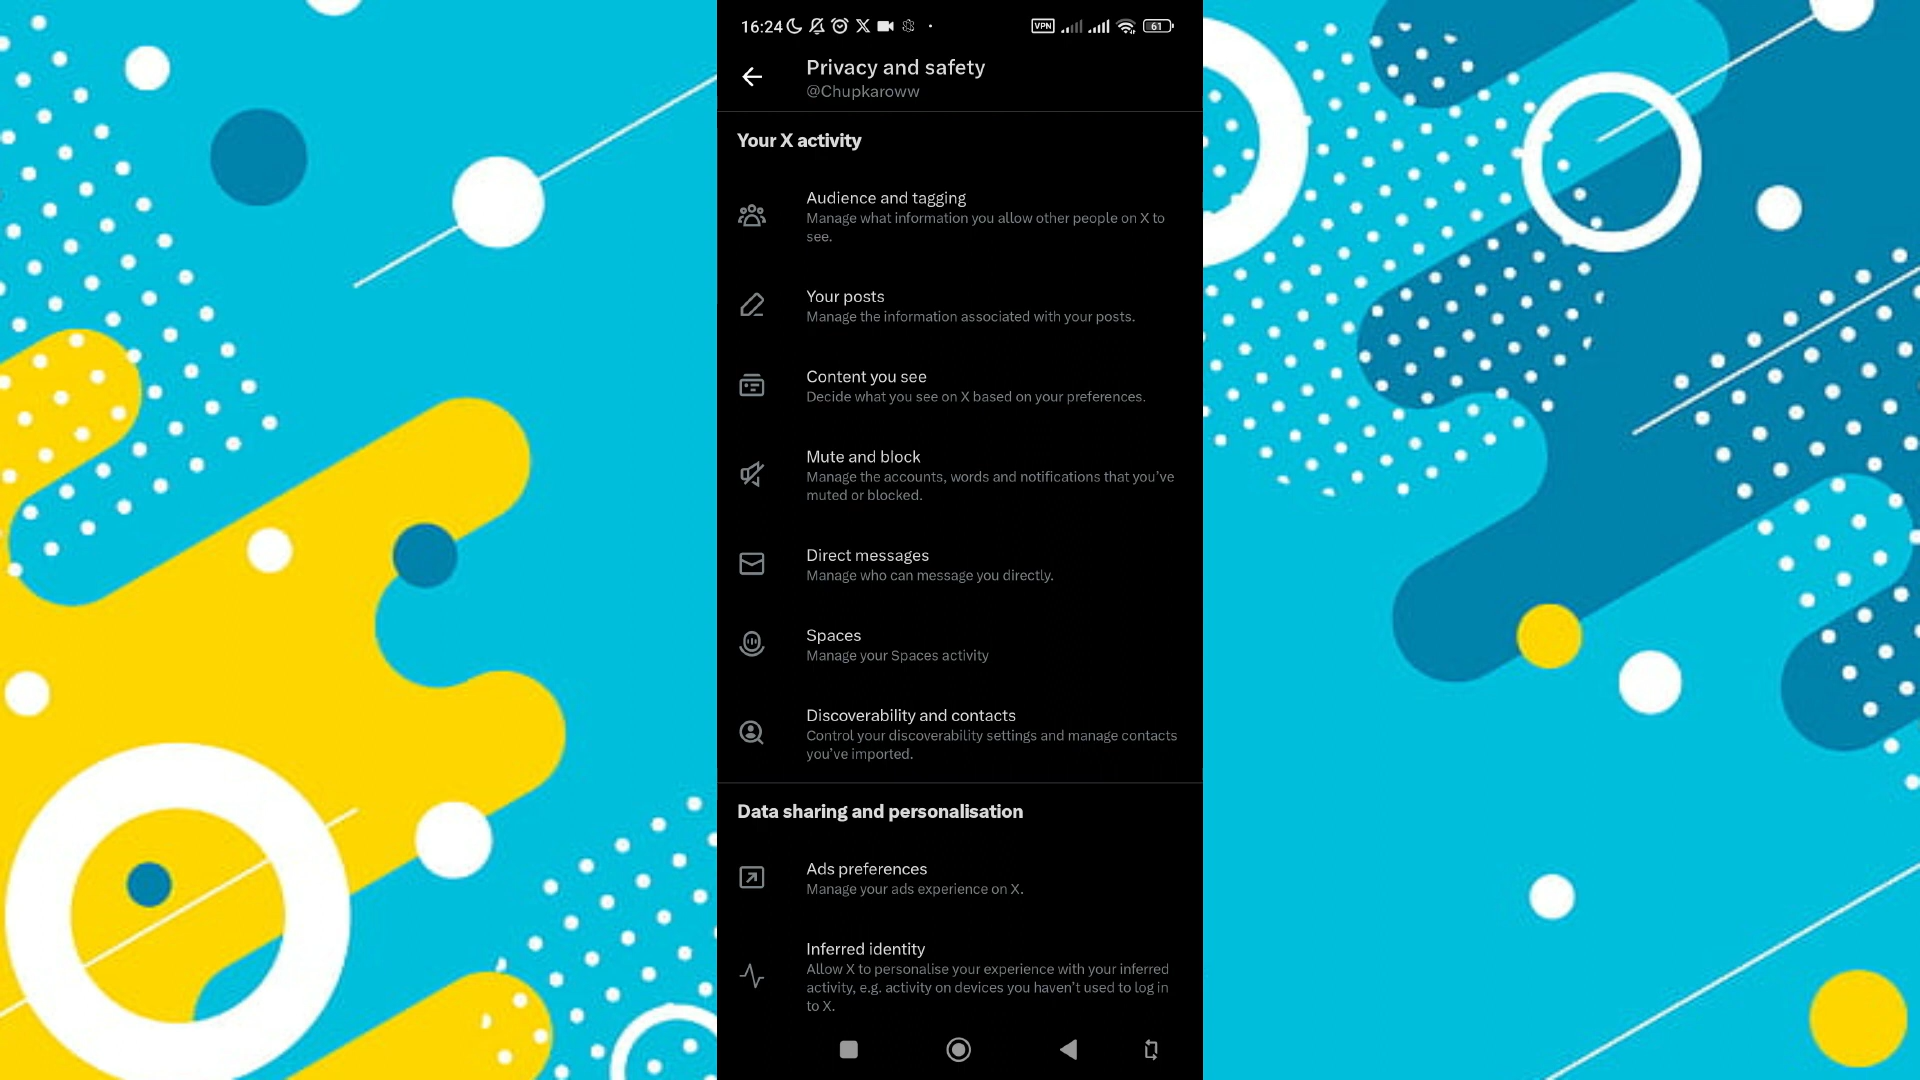 16:24
VPN
61
Privacy and safety
@Chupkaroww
Your X activity
Audience and tagging
Manage what information you allow other people on X to
see.
Your posts
Manage the information associated with your posts.
Content you see
Decide what you see on X based on your preferences.
Mute and block
Manage the accounts, words and notifications that you've
muted or blocked.
Direct messages
Manage who can message you directly.
Spaces
Manage your Spaces activity
Discoverability and contacts
Control your discoverability settings and manage contacts
you've imported.
Data sharing and personalisation
Ads preferences
Manage your ads experience on X.
Inferred identity
Allow X to personalise your experience with your inferred
activity, e.g. activity on devices you haven't used to log in
to X.